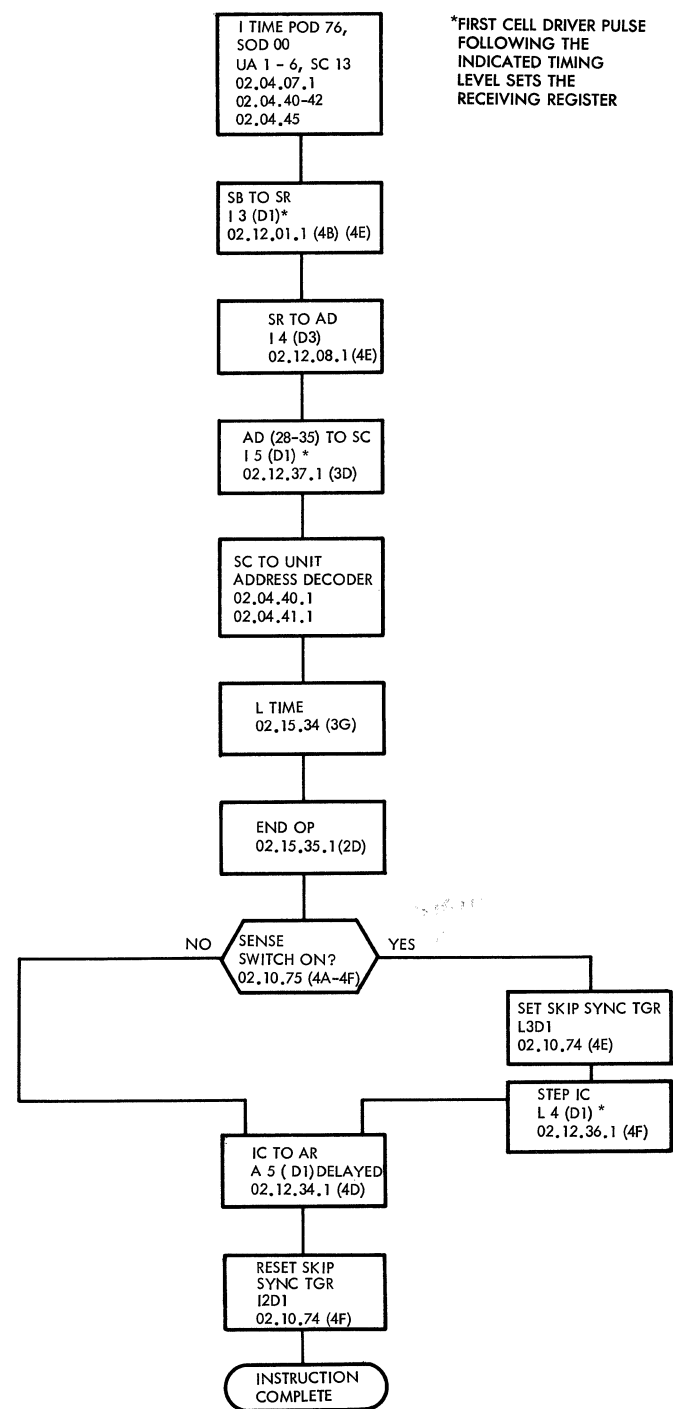 I TIME POD 76,
SOD 00
UA 1 - 6, SC 13
02.04.07.1
02.04.40-42
02.04.45
*FIRST CELL DRIVER PULSE
FOLLOWING THE
INDICATED TIMING
LEVEL SETS THE
RECEIVING REGISTER
SB TO SR
I 3 (D1)*
02.12.01.1 (4B) (4E)
SR TO AD
I 4 (D3)
02.12.08.1 (4E)
AD (28-35) TO SC
I 5 (D1) *
02.12.37.1 (3D)
SC TO UNIT
ADDRESS DECODER
02.04.40.1
02.04.41.1
L TIME
02.15.34 (3G)
END OP
02.15.35.1 (2D)
NO
SENSE
SWITCH ON?
02.10.75 (4A-4F)
YES
SET SKIP SYNC TGR
L3D1
02.10.74 (4E)
STEP IC
L 4 (D1) *
02.12.36.1 (4F)
IC TO AR
A 5 ( D1) DELAYED
02.12.34.1 (4D)
RESET SKIP
SYNC TGR
I2D1
02.10.74 (4F)
INSTRUCTION
COMPLETE